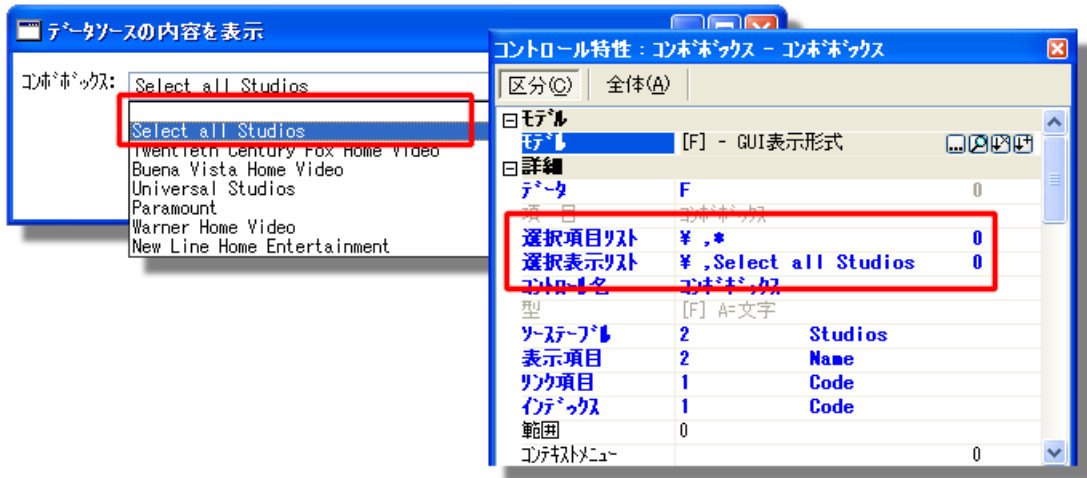 データソースの内容を表示
コンボボックス:
Select all Studios
Select all Studios
Twentieth Century Fox Home Video
Buena Vista Home Video
Universal Studios
Paramount
Warner Home Video
New Line Home Entertainment
コントロール特性:コンボボックス - コンボボックス
区分(C) 全体(A)
モデル
モデル [F] - GUI表示形式
詳細
データ F 0
項 目 コンボボックス
選択項目リスト ¥ ,* 0
選択表示リスト ¥ ,Select all Studios 0
コントロール名 コンボボックス
型 [F] A=文字
ソーステーブル 2 Studios
表示項目 2 Name
リンク項目 1 Code
インデックス 1 Code
範囲 0
コンテキストメニュー 0